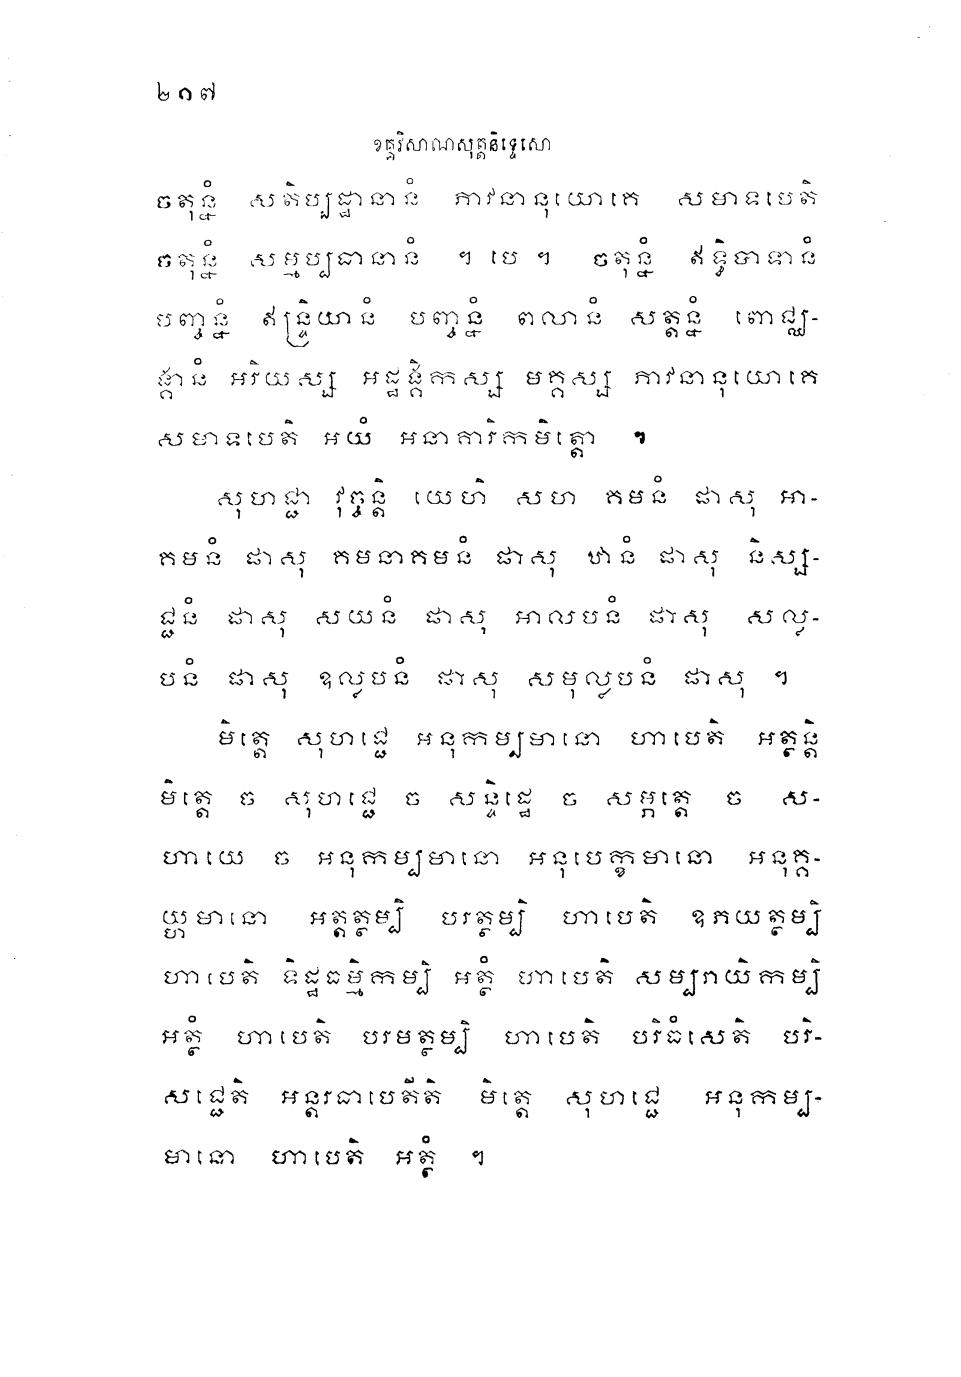 ២១៧
ខគ្គវិសាណសុត្តនិទ្ទេសោ
ចតុន្នំ សតិប្បដ្ឋានានំ ភាវនានុយោគេ សមាទបេតិ
ចតុន្នំ សម្មប្បធានានំ ។ បេ ។ ចតុន្នំ ឥទ្ធិបាទានំ
បញ្ចន្នំ ឥន្ទ្រិយានំ បញ្ចន្នំ ពលានំ សត្តន្នំ ពោជ្ឈ-
ង្គានំ អរិយស្ស អដ្ឋង្គិកស្ស មគ្គស្ស ភាវនានុយោគេ
សមាទបេតិ អយំ អនាគារិកមិត្តោ ។
សុហជ្ជា វុច្ចន្តិ យេហិ សហ គមនំ ផាសុ អា-
គមនំ ផាសុ គមនាគមនំ ផាសុ ឋានំ ផាសុ និស្ស-
ជ្ជនំ ផាសុ សយនំ ផាសុ អាលបនំ ផាសុ សល្ល-
បនំ ផាសុ ឧល្លបនំ ផាសុ សមុល្លបនំ ផាសុ ។
មិត្តេ សុហជ្ជេ អនុកម្បមានោ ហាបេតិ អត្ថន្តិ
មិត្តេ ច សុហជ្ជេ ច សន្ទិដ្ឋេ ច សម្ភត្តេ ច ស-
ហាយេ ច អនុកម្បមានោ អនុបេក្ខមានោ អនុគ្គ-
យ្ហមានោ អត្តត្ថម្បិ បរត្ថម្បិ ហាបេតិ ឧភយត្ថម្បិ
ហាបេតិ ទិដ្ឋធម្មិកម្បិ អត្ថំ ហាបេតិ សម្បរាយិកម្បិ
អត្ថំ ហាបេតិ បរមត្ថម្បិ ហាបេតិ បរិធំសេតិ បរិ-
សជ្ជេតិ អន្តរធាបេតីតិ មិត្តេ សុហជ្ជេ អនុកម្ប-
មានោ ហាបេតិ អត្ថំ ។